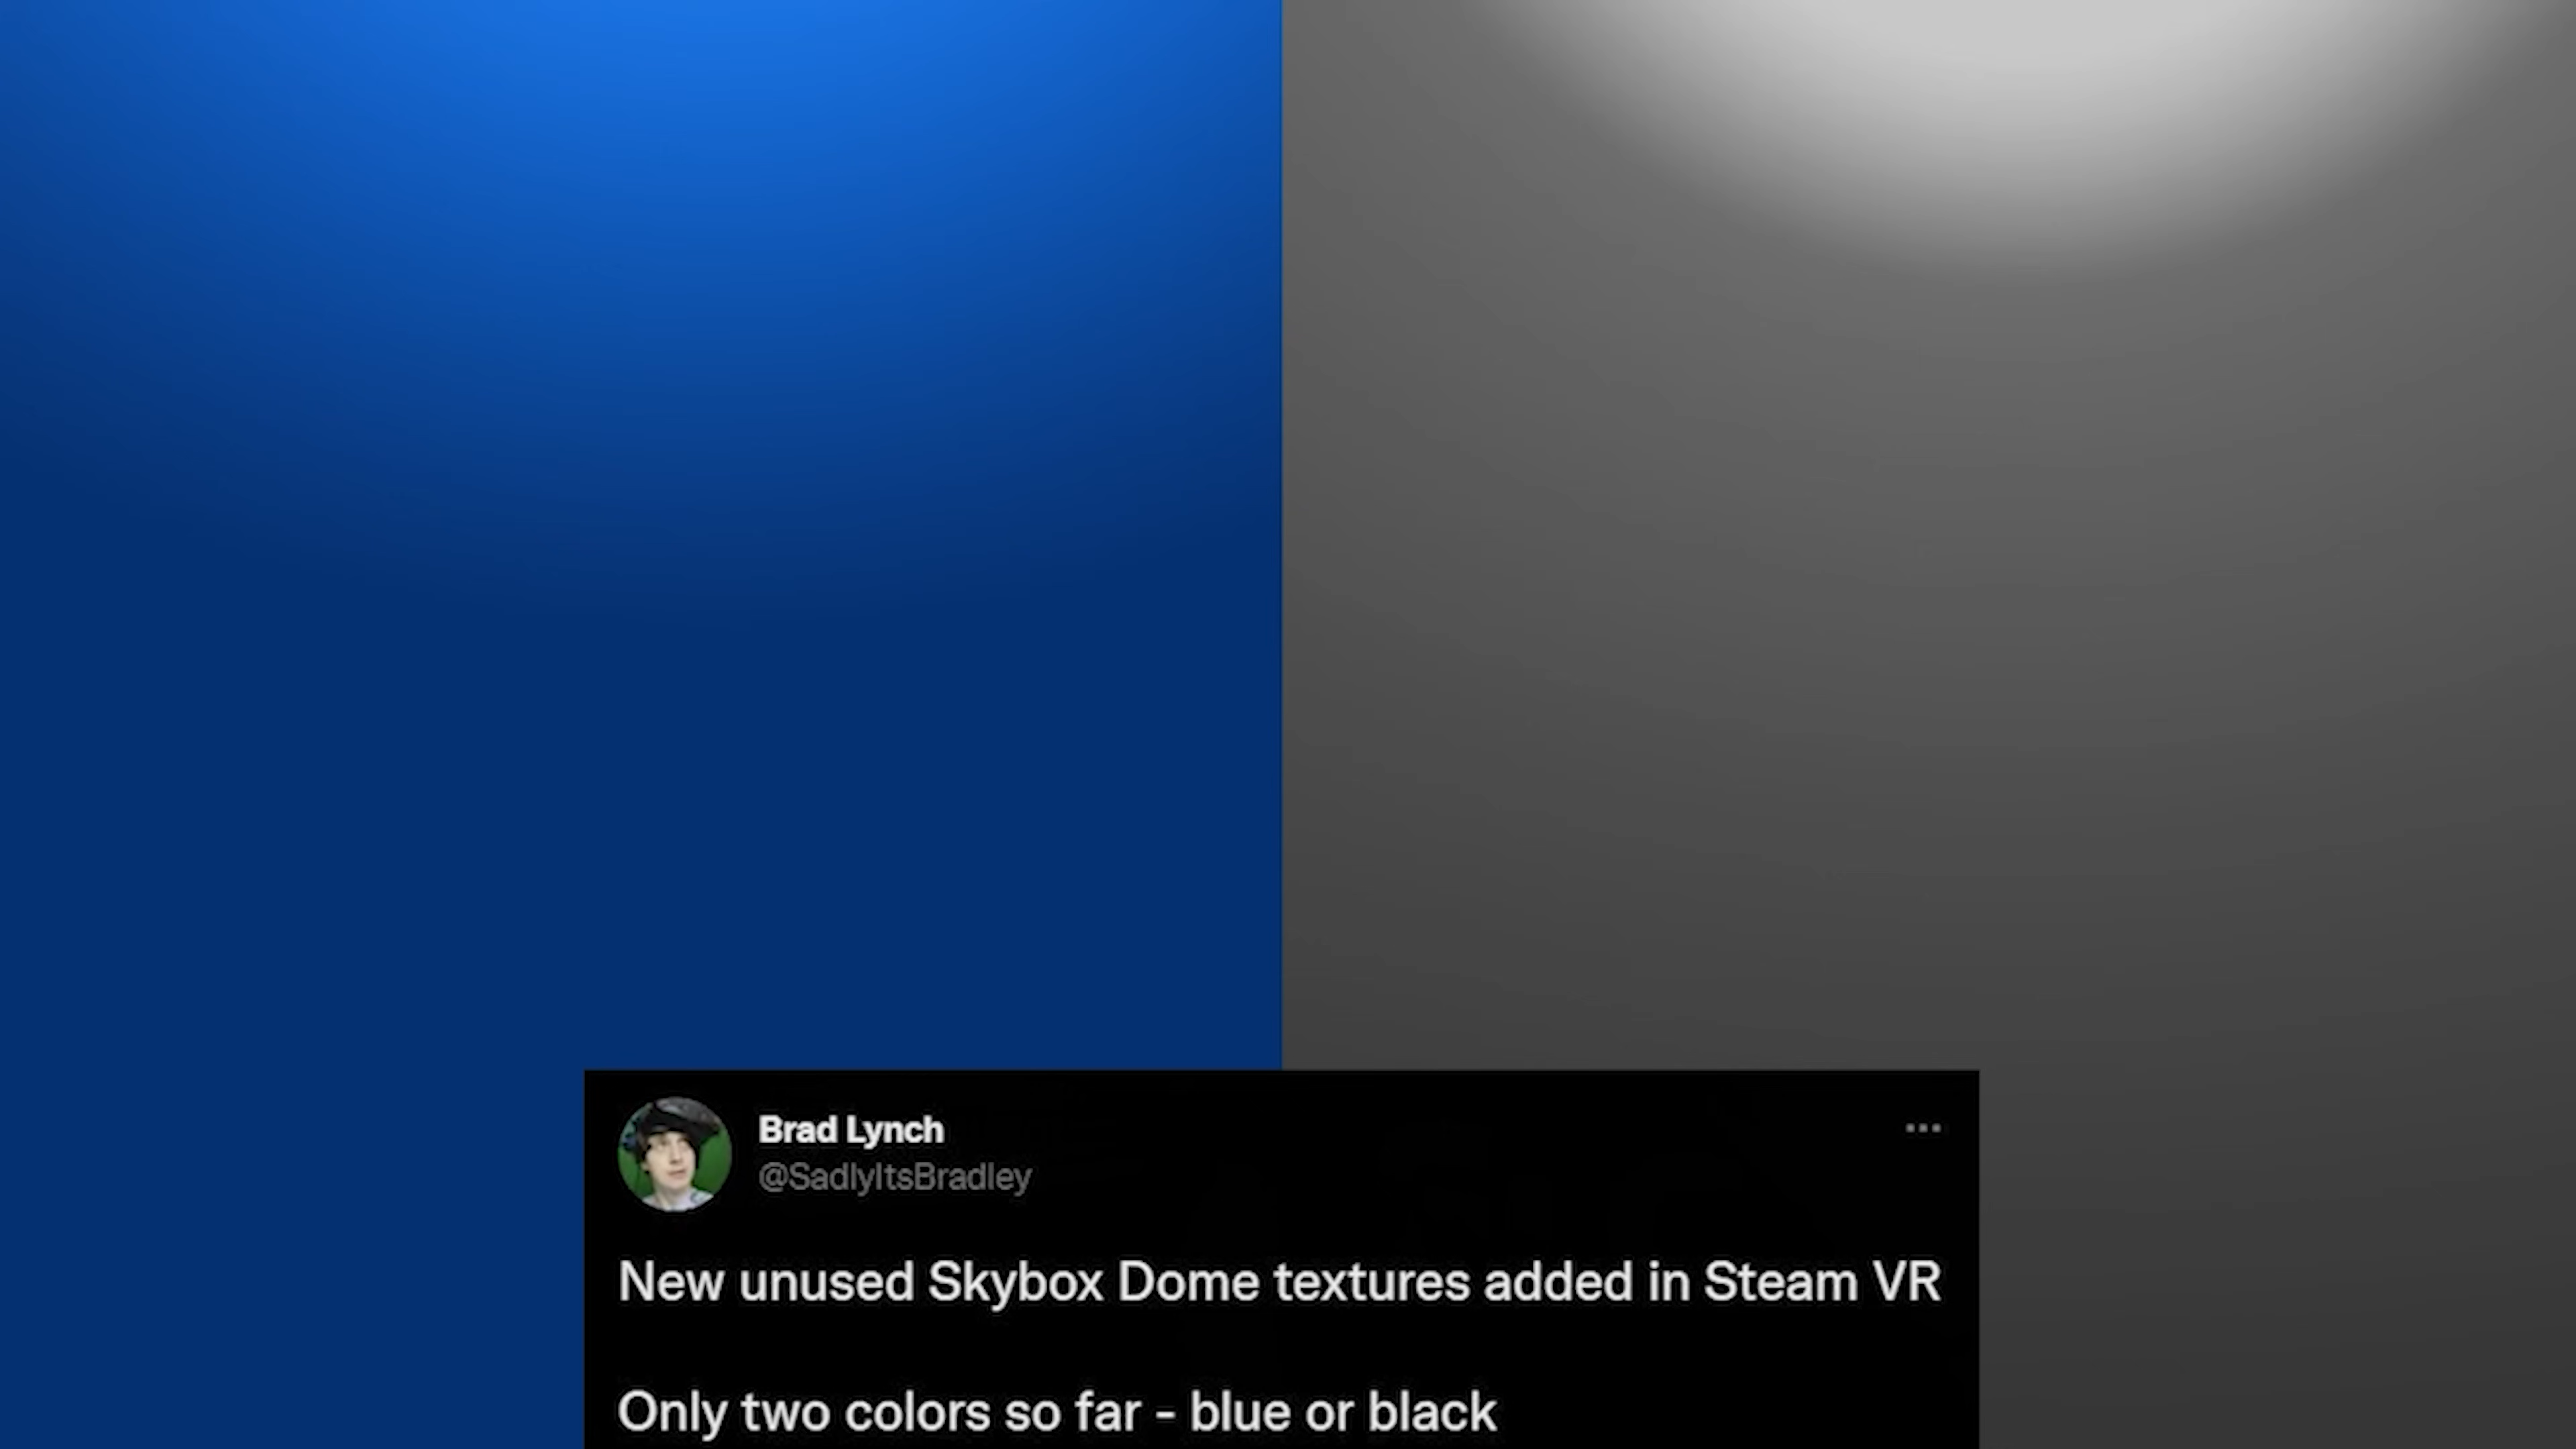 Brad Lynch
@SadlyItsBradley
New unused Skybox Dome textures added in Steam VR
Only two colors so far - blue or black